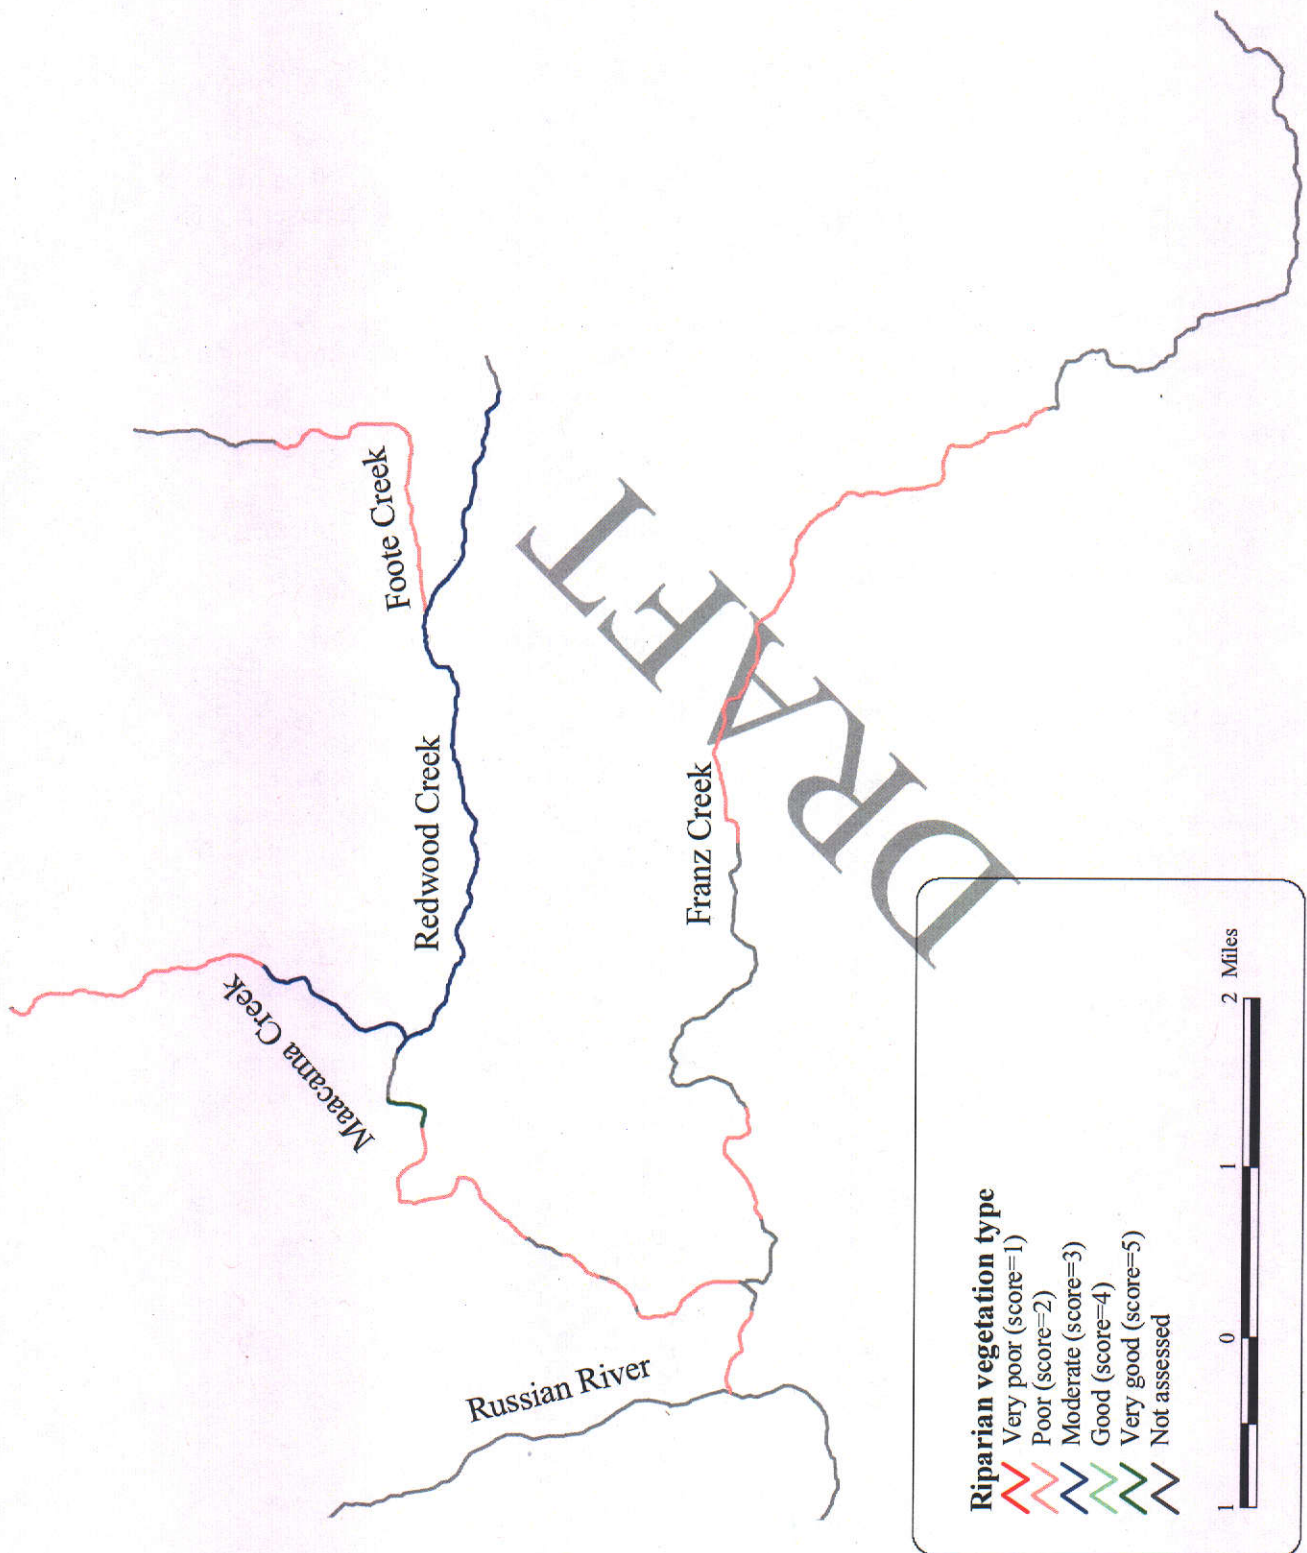 Foote Creek
Redwood Creek
Maacama Creek
Franz Creek
Russian River
DRAFT
Riparian vegetation type
Very poor (score=1)
Poor (score=2)
Moderate (score=3)
Good (score=4)
Very good (score=5)
Not assessed
1 0 1 2 Miles